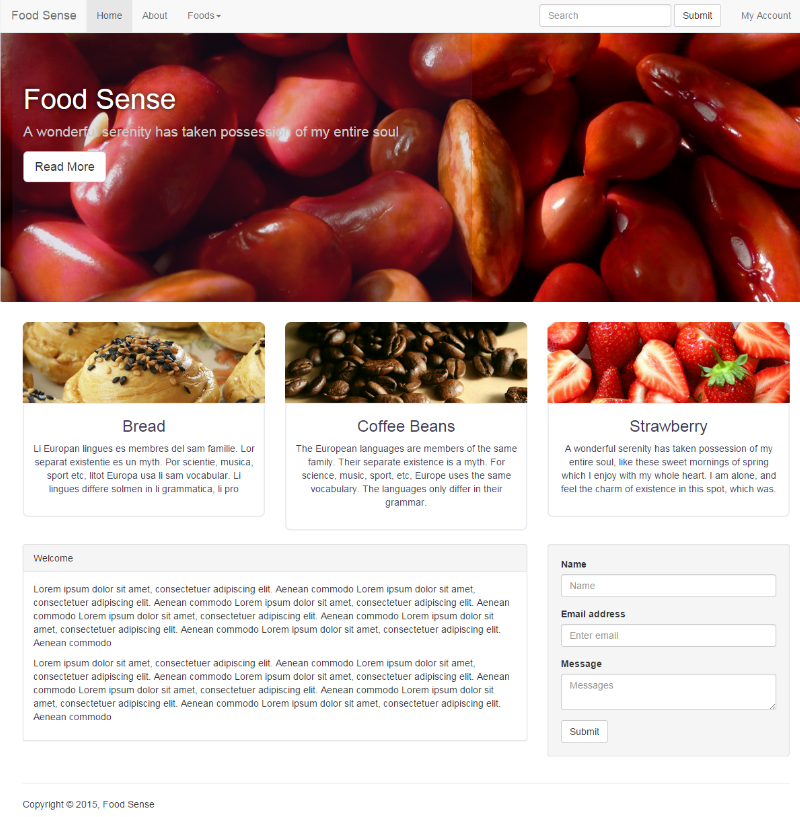 Food Sense Home About Foods Search Submit My Account
Food Sense
A wonderful serenity has taken possession of my entire soul
Read More
Bread
Li Europan lingues es membres del sam familie. Lor
separat existentie es un myth. Por scientie, musica,
sport etc, litot Europa usa li sam vocabular. Li
lingues differe solmen in li grammatica, li pro
Coffee Beans
The European languages are members of the same
family. Their separate existence is a myth. For
science, music, sport, etc, Europe uses the same
vocabulary. The languages only differ in their
grammar.
Strawberry
A wonderful serenity has taken possession of my
entire soul, like these sweet mornings of spring
which I enjoy with my whole heart. I am alone, and
feel the charm of existence in this spot, which was.
Welcome
Lorem ipsum dolor sit amet, consectetuer adipiscing elit. Aenean commodo Lorem ipsum dolor sit amet,
consectetuer adipiscing elit. Aenean commodo Lorem ipsum dolor sit amet, consectetuer adipiscing elit. Aenean
commodo Lorem ipsum dolor sit amet, consectetuer adipiscing elit. Aenean commodo Lorem ipsum dolor sit
amet, consectetuer adipiscing elit. Aenean commodo Lorem ipsum dolor sit amet, consectetuer adipiscing elit.
Aenean commodo
Lorem ipsum dolor sit amet, consectetuer adipiscing elit. Aenean commodo Lorem ipsum dolor sit amet,
consectetuer adipiscing elit. Aenean commodo Lorem ipsum dolor sit amet, consectetuer adipiscing elit. Aenean
commodo Lorem ipsum dolor sit amet, consectetuer adipiscing elit. Aenean commodo Lorem ipsum dolor sit
amet, consectetuer adipiscing elit. Aenean commodo Lorem ipsum dolor sit amet, consectetuer adipiscing elit.
Aenean commodo
Name
Name
Email address
Enter email
Message
Messages
Submit
Copyright © 2015, Food Sense